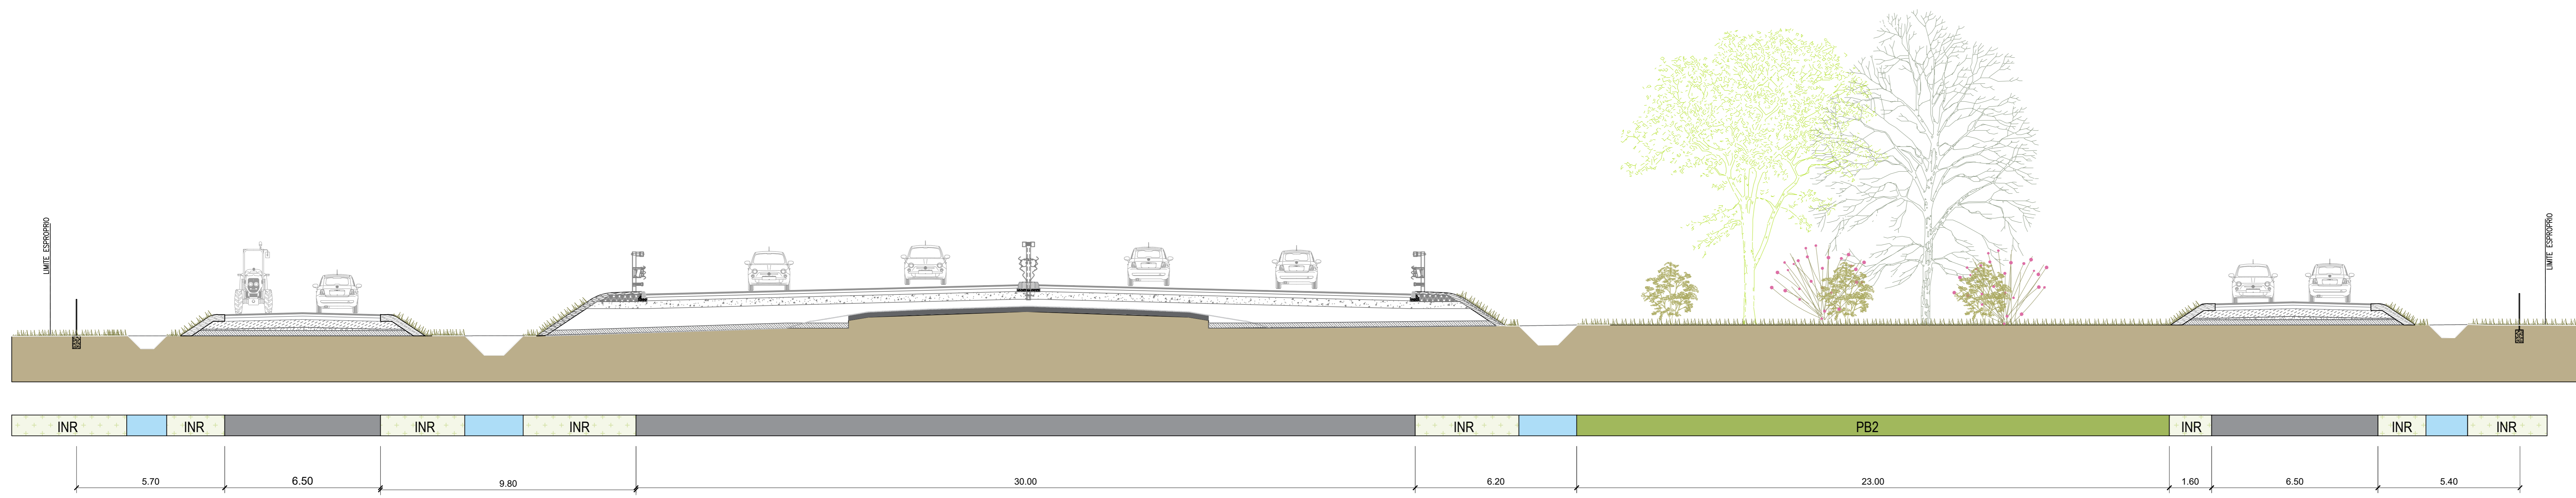 LIMITE ESPROPRIO
LIMITE ESPROPRIO
INR INR INR INR INR PB2 INR INR INR
5.70 6.50 9.80 30.00 6.20 23.00 1.60 6.50 5.40